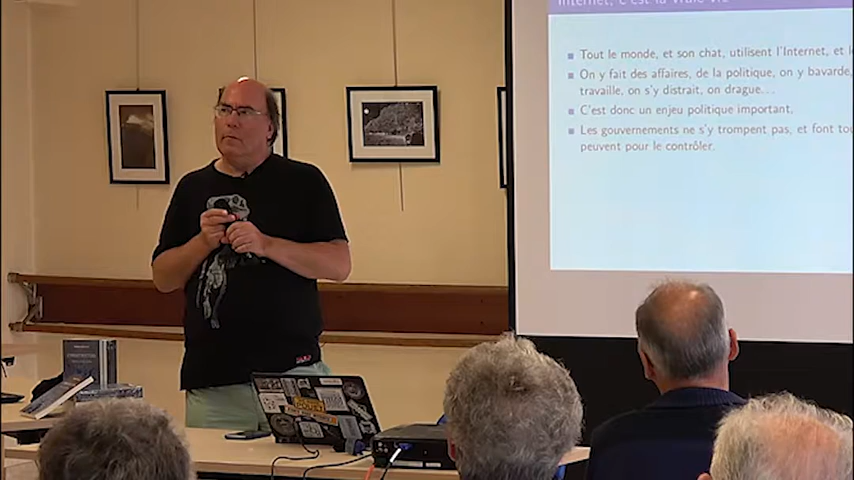 Internet, c'est la vraie vie
Tout le monde, et son chat, utilisent l'Internet, et
On y fait des affaires, de la politique, on y bavarde,
travaille, on s'y distrait, on drague...
C'est donc un enjeu politique important.
Les gouvernements ne s'y trompent pas, et font
peuvent pour le contrôler.